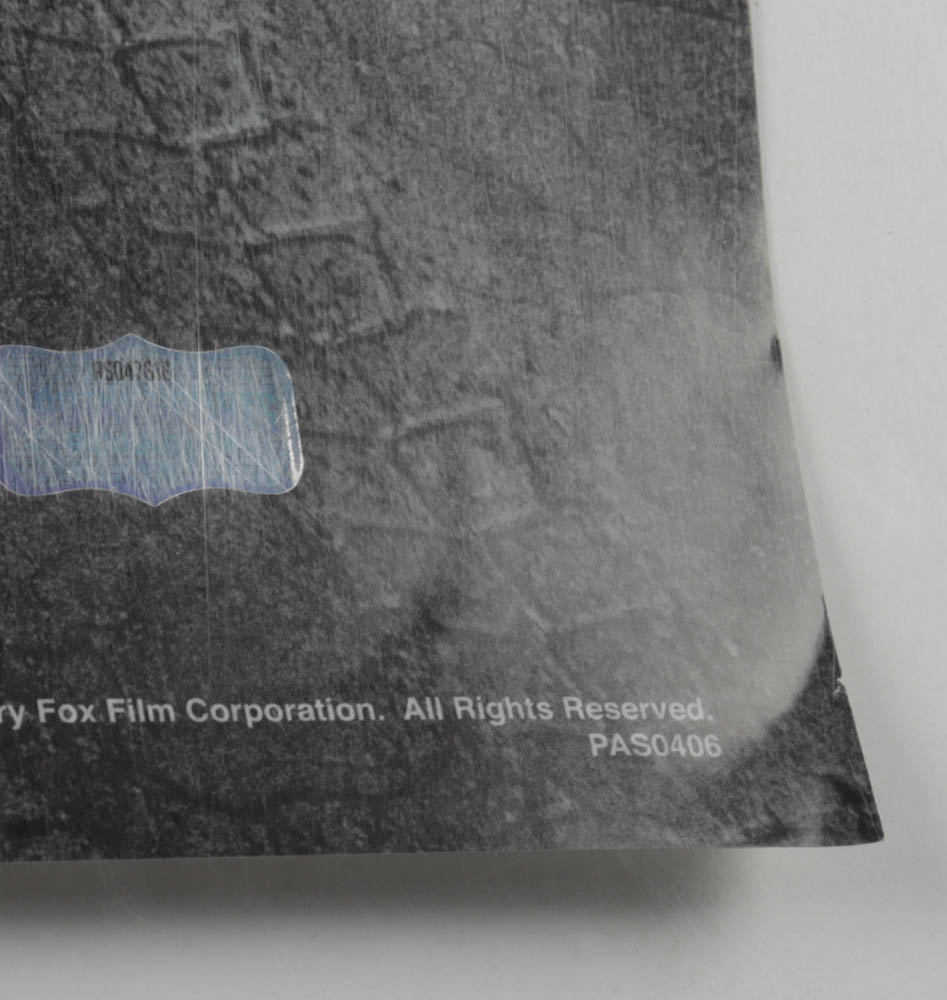 ry Fox Film Corporation. All Rights Reserved.
PAS0406